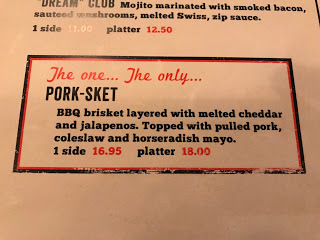 "DREAM" CLUB Mojito marinated with smoked bacon,
sauteed mushrooms, melted Swiss, zip sauce.
1 side 11.00 platter 12.50
The one... The only...
PORK-SKET
BBQ brisket layered with melted cheddar
and jalapenos. Topped with pulled pork,
coleslaw and horseradish mayo.
1 side 16.95 platter 18.00